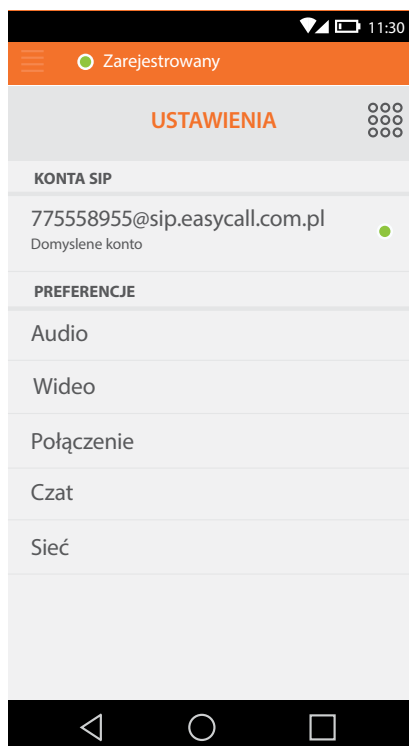 11:30
Zarejestrowany
USTAWIENIA
KONTA SIP
775558955@sip.easycall.com.pl
Domyslene konto
PREFERENCJE
Audio
Wideo
Połączenie
Czat
Sieć